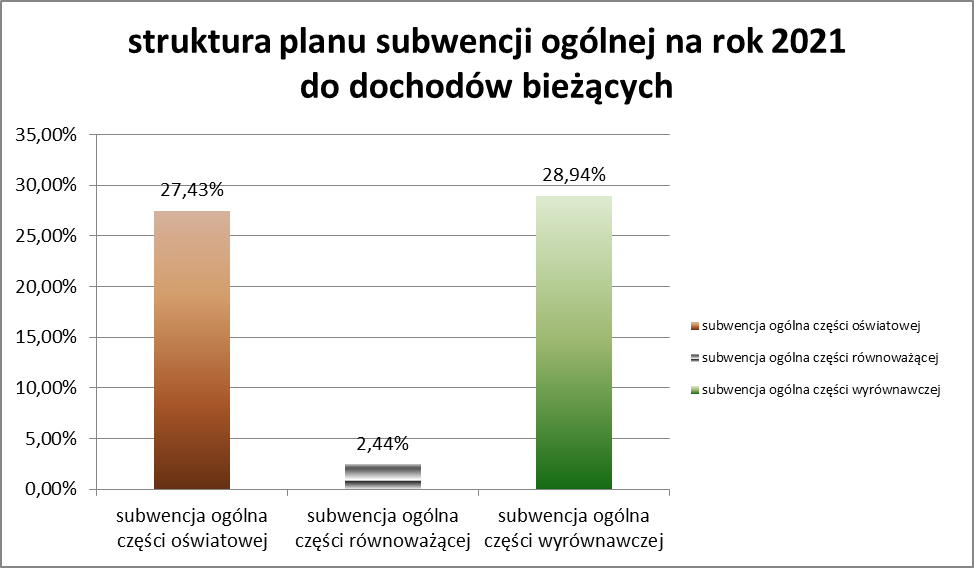 struktura planu subwencji ogólnej na rok 2021
do dochodów bieżących
35,00%
30,00%
25,00%
20,00%
15,00%
10,00%
5,00%
0,00%
27,43%
2,44%
28,94%
subwencja ogólna
części oświatowej
subwencja ogólna
części równoważącej
subwencja ogólna
części wyrównawczej
subwencja ogólna części oświatowej
subwencja ogólna części równoważącej
subwencja ogólna części wyrównawczej